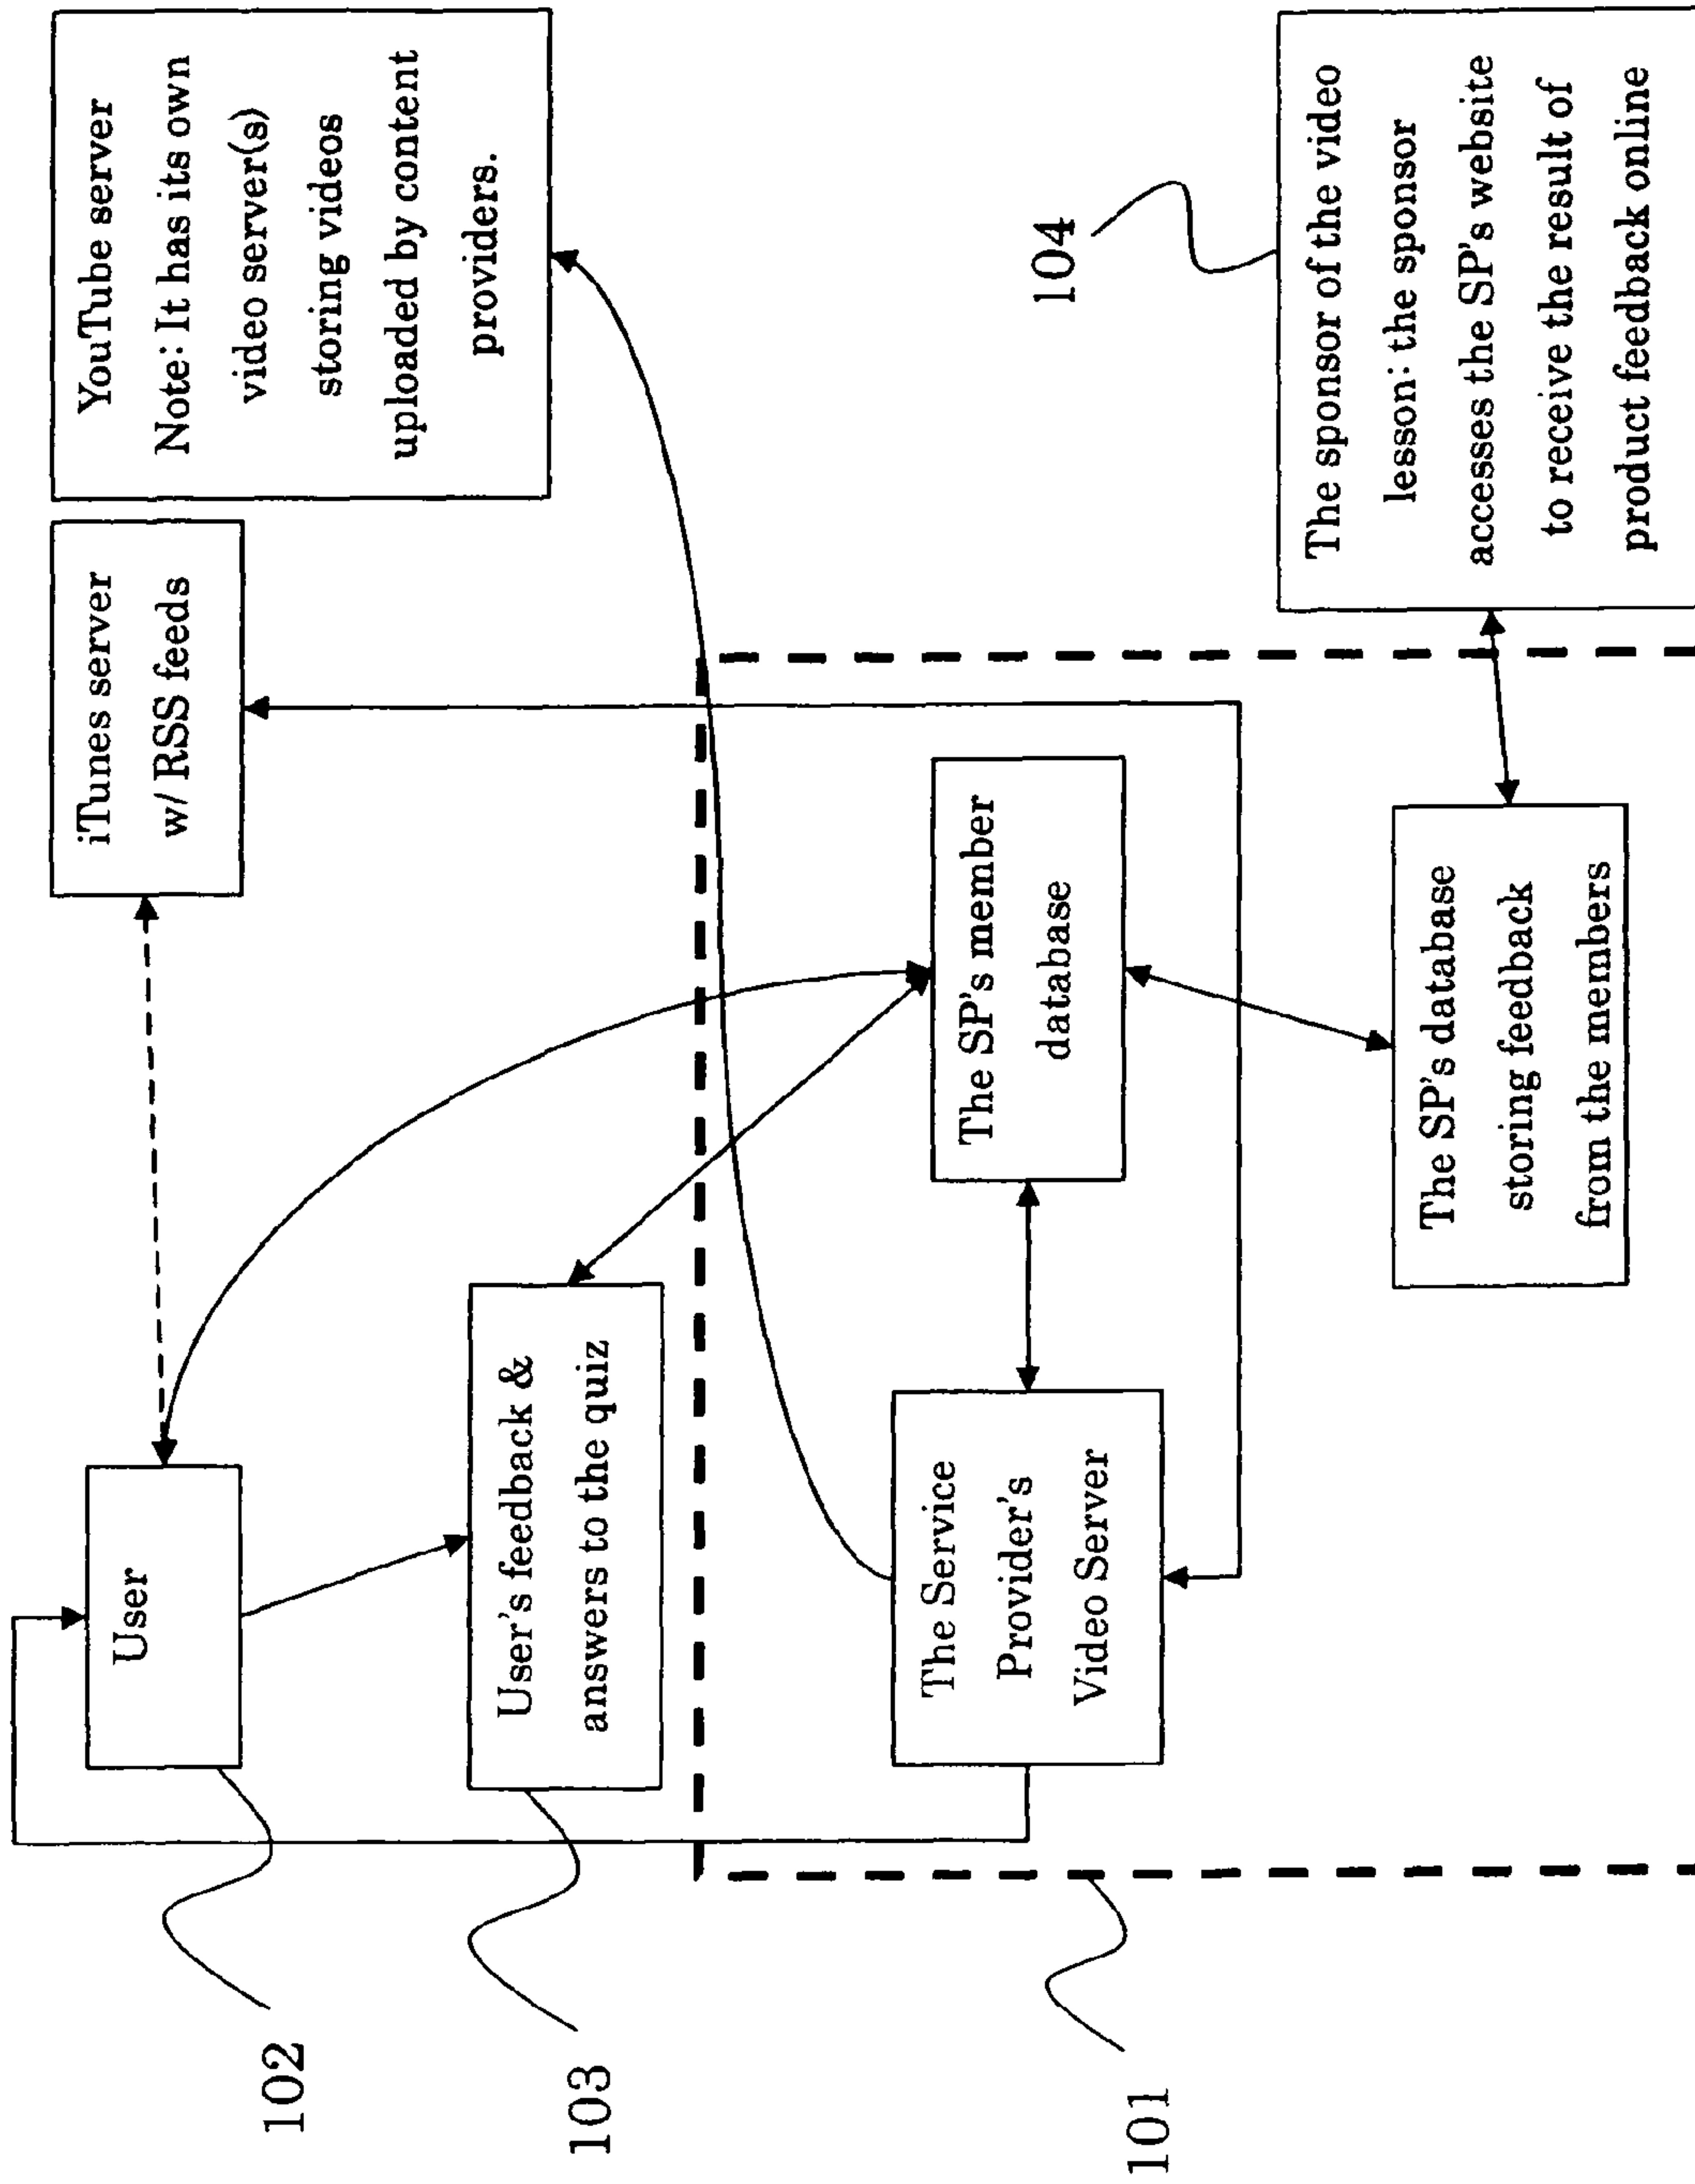 102
User
iTunes server
w/ RSS feeds
YouTube server
Note: It has its own
video server(s)
storing videos
uploaded by content
providers.
103
User's feedback &
answers to the quiz
101
The Service
Provider's
Video Server
The SP's member
database
104
The sponsor of the video
lesson: the sponsor
accesses the SP's website
to receive the result of
product feedback online
The SP's database
storing feedback
from the members